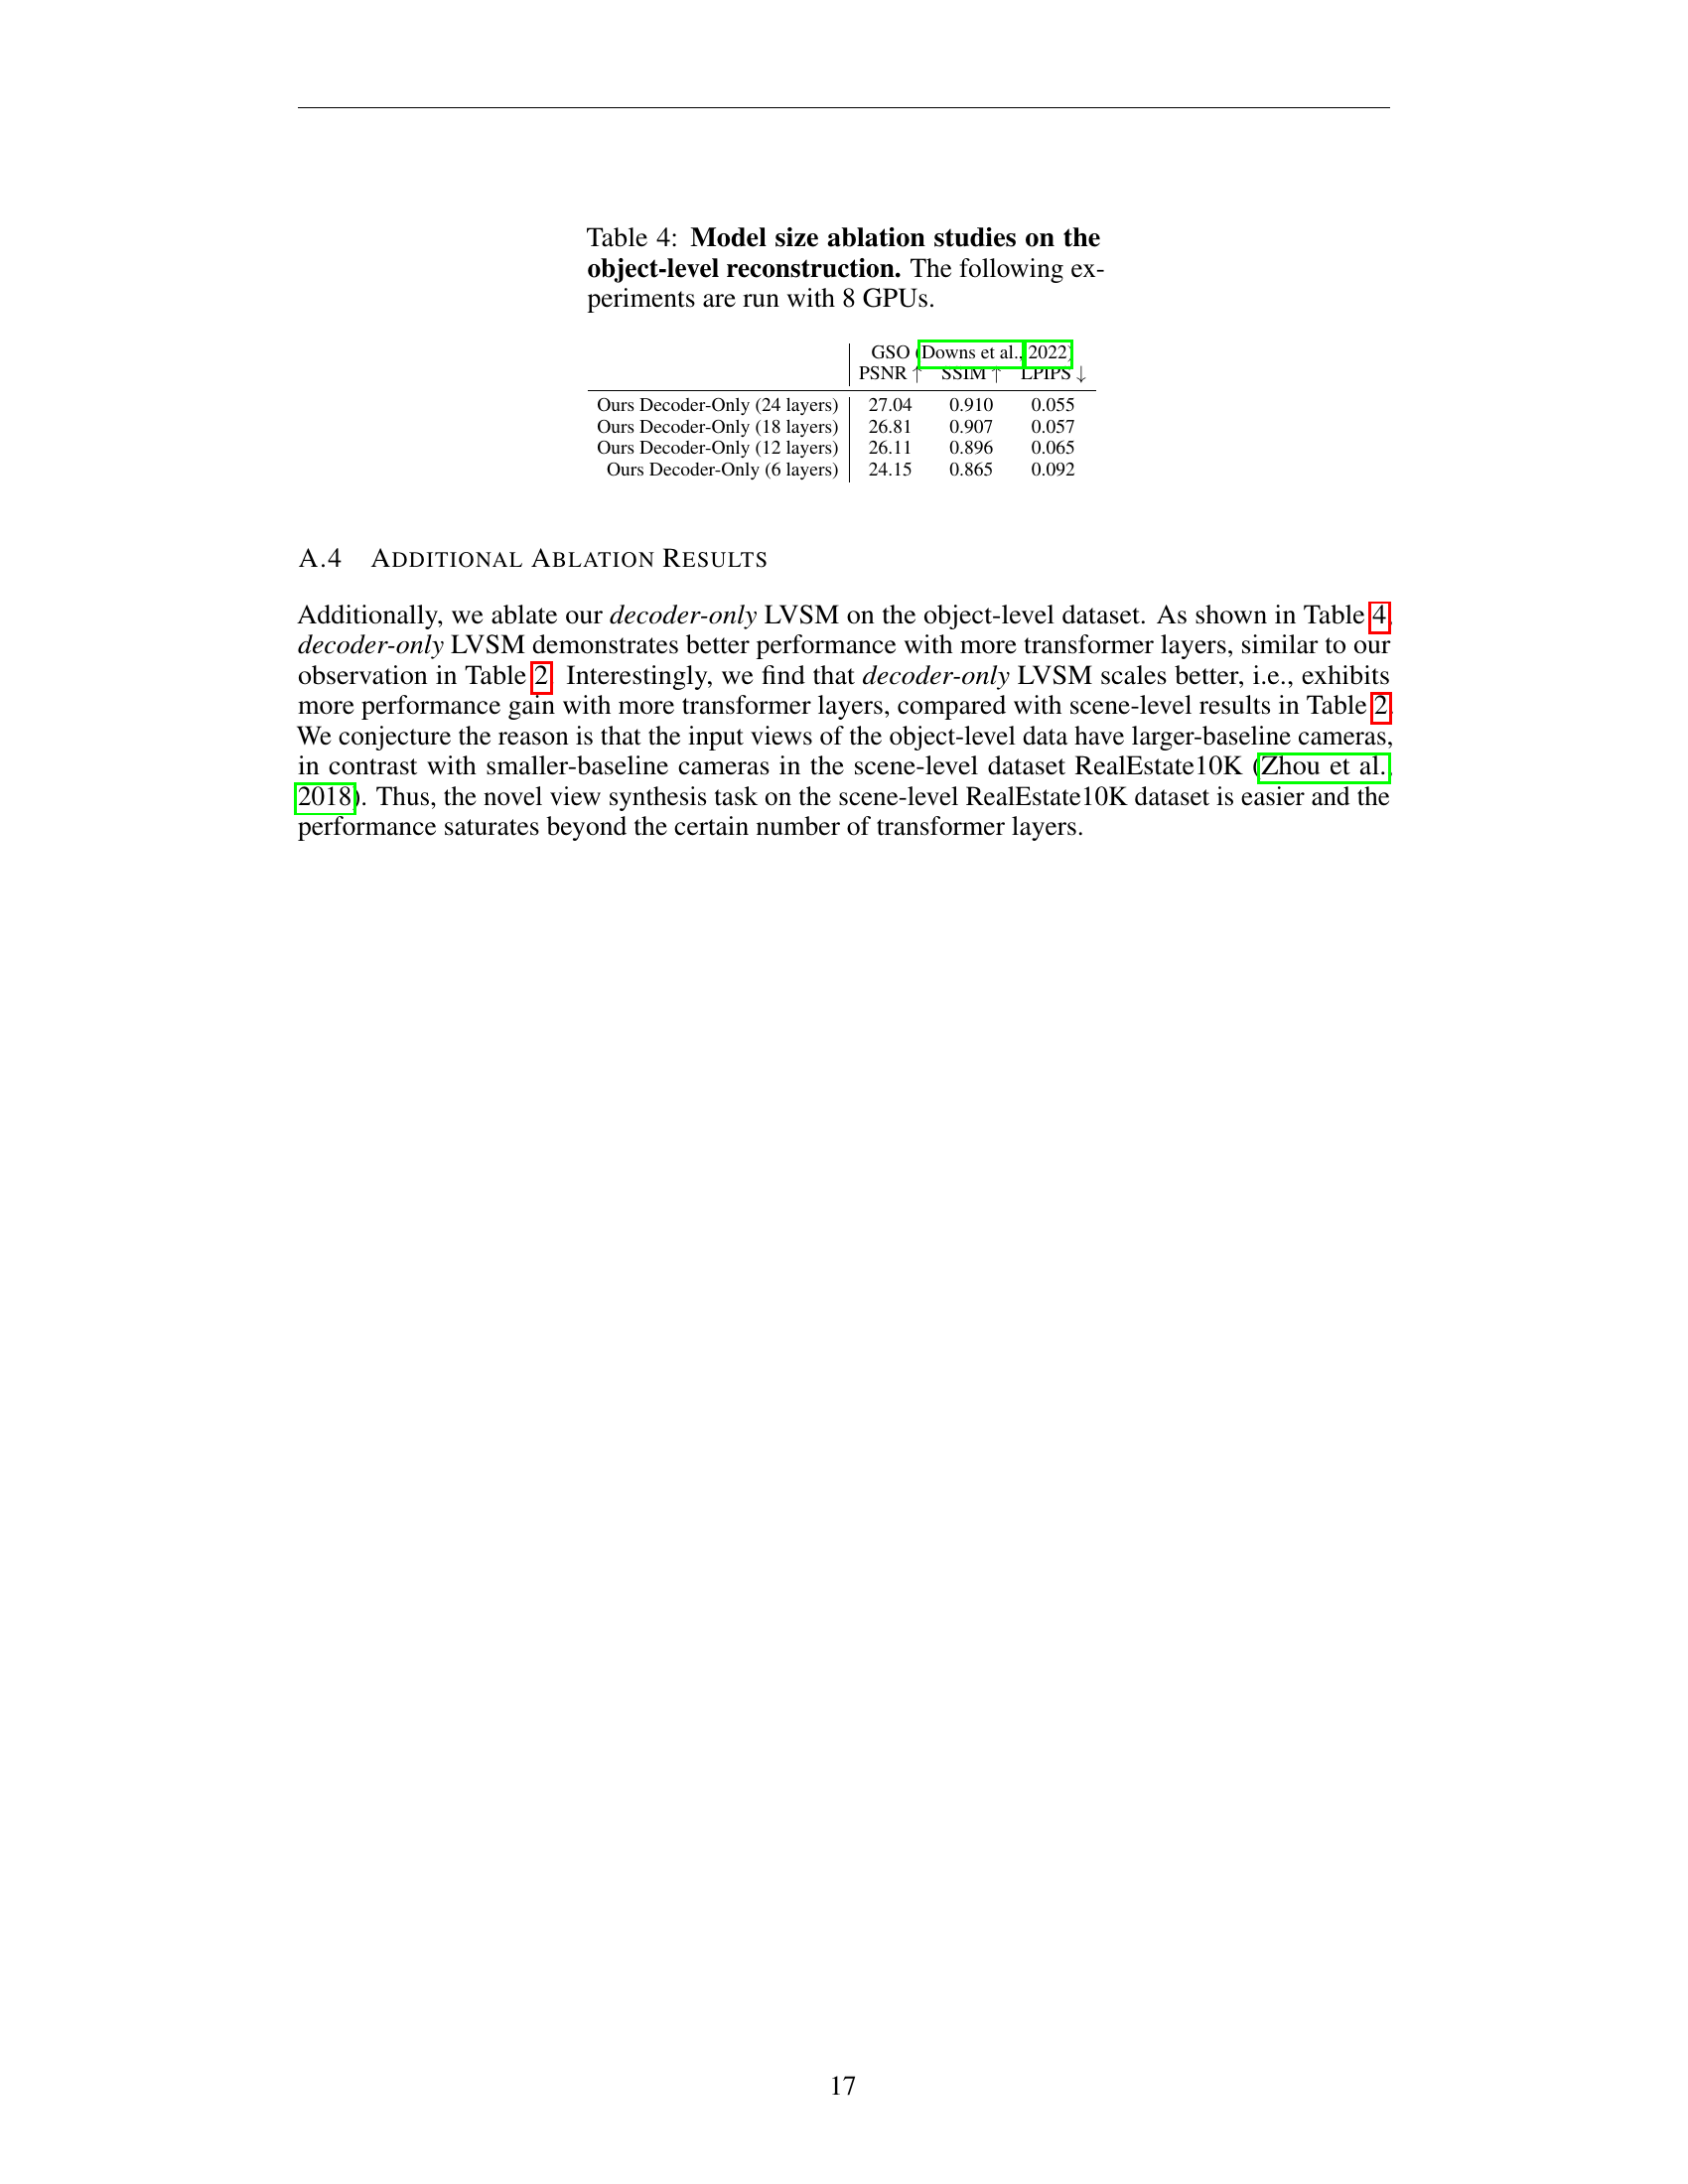 Table 4: Model size ablation studies on the
object-level reconstruction. The following ex-
periments are run with 8 GPUs.
GSO (Downs et al., 2022)
PSNR ↑ SSIM ↑ LPIPS ↓
Ours Decoder-Only (24 layers) 27.04 0.910 0.055
Ours Decoder-Only (18 layers) 26.81 0.907 0.057
Ours Decoder-Only (12 layers) 26.11 0.896 0.065
Ours Decoder-Only (6 layers) 24.15 0.865 0.092
A.4 ADDITIONAL ABLATION RESULTS
Additionally, we ablate our decoder-only LVSM on the object-level dataset. As shown in Table 4,
decoder-only LVSM demonstrates better performance with more transformer layers, similar to our
observation in Table 2. Interestingly, we find that decoder-only LVSM scales better, i.e., exhibits
more performance gain with more transformer layers, compared with scene-level results in Table 2.
We conjecture the reason is that the input views of the object-level data have larger-baseline cameras,
in contrast with smaller-baseline cameras in the scene-level dataset RealEstate10K (Zhou et al.,
2018). Thus, the novel view synthesis task on the scene-level RealEstate10K dataset is easier and the
performance saturates beyond the certain number of transformer layers.
17